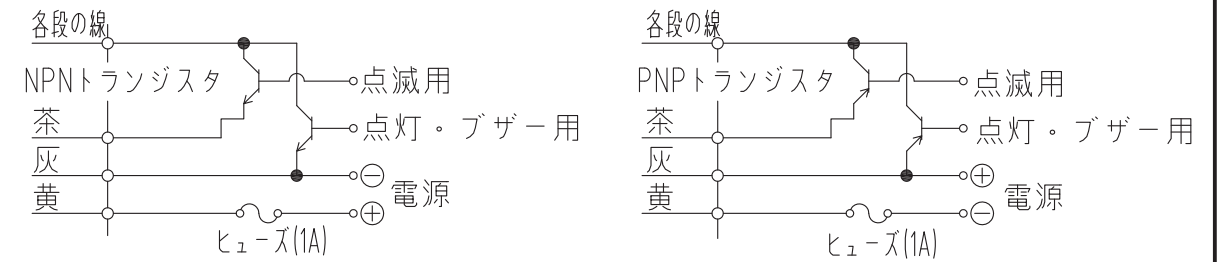 各段の線
NPNトランジスタ
点滅用
茶
点灯・ブザー用
灰
⊖
電源
黄
⊕
ヒューズ(1A)
各段の線
PNPトランジスタ
点滅用
茶
点灯・ブザー用
灰
⊕
電源
黄
⊖
ヒューズ(1A)